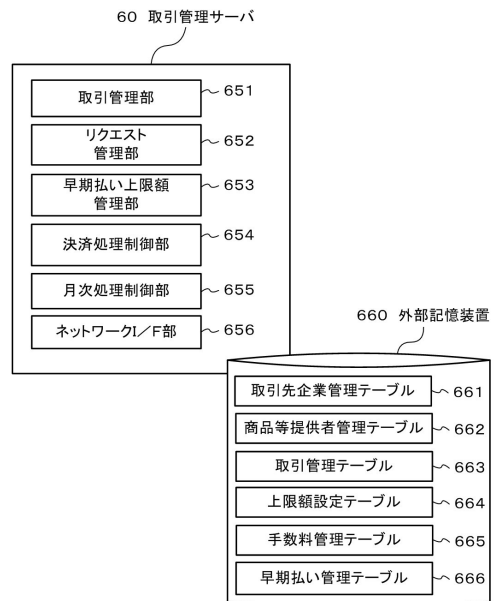 60 取引管理サーバ
取引管理部 651
リクエスト
管理部 652
早期払い上限額
管理部 653
決済処理制御部 654
月次処理制御部 655
ネットワークI/F部 656
660 外部記憶装置
取引先企業管理テーブル 661
商品等提供者管理テーブル 662
取引管理テーブル 663
上限額設定テーブル 664
手数料管理テーブル 665
早期払い管理テーブル 666